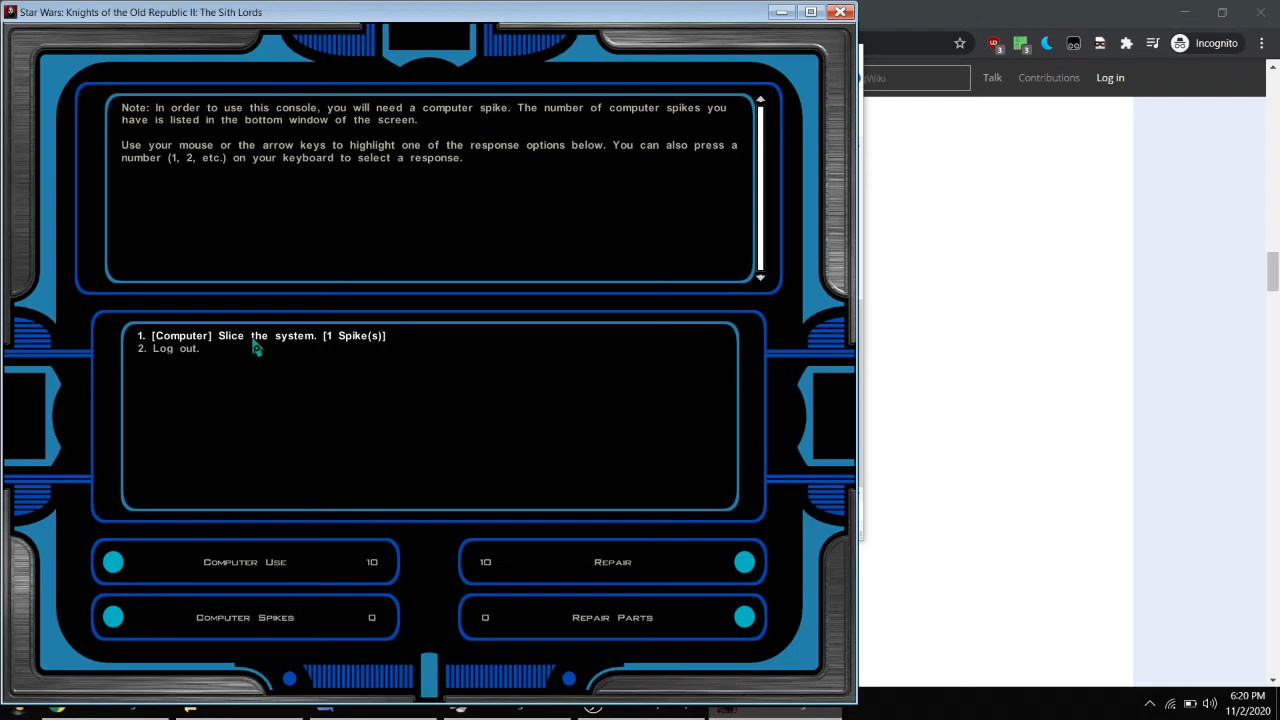 Star Wars: Knights of the Old Republic II: The Sith Lords
Incognito
Wiki
Talk Contributions Log in
In order to use this console, you will need a computer spike. The number of computer spikes you
have is listed in the bottom window of the screen.
your mouse or the arrow keys to highlight one of the response options below. You can also press a
number (1, 2, etc.) on your keyboard to select a response.
1. [Computer] Slice the system. [1 Spike(s)]
2. Log out.
Computer Use 10
10 Repair
Computer Spikes 0
0 Repair Parts
6:20 PM
11/2/2020